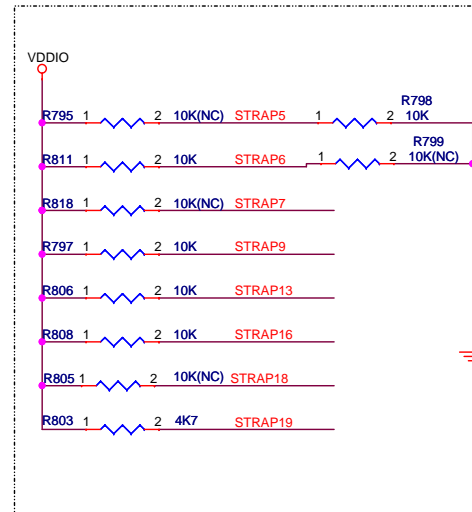 VDDIO
R798
R795 1 2 10K(NC) STRAP5 1 2 10K
R799
R811 1 2 10K STRAP6 1 2 10K(NC)
R818 1 2 10K(NC) STRAP7
R797 1 2 10K STRAP9
R806 1 2 10K STRAP13
R808 1 2 10K STRAP16
R805 1 2 10K(NC) STRAP18
R803 1 2 4K7 STRAP19